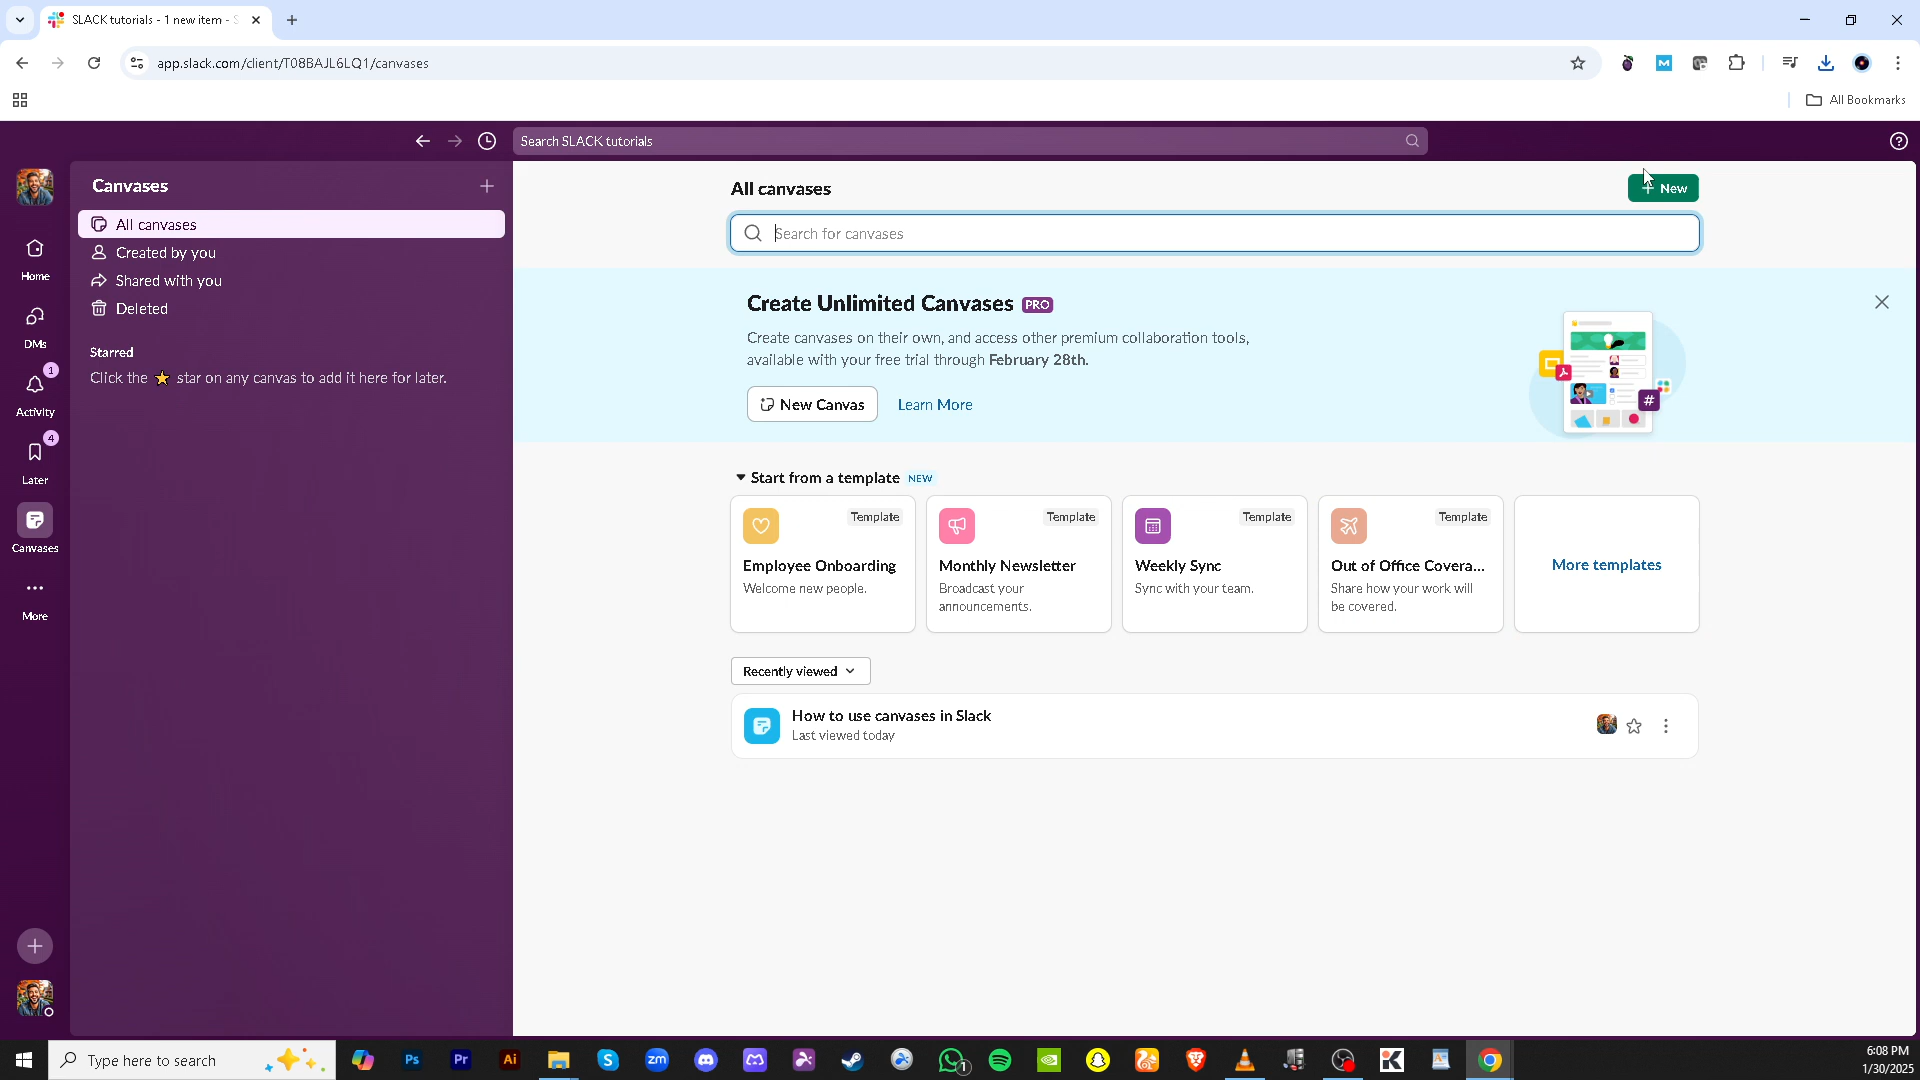 SLACK tutorials - 1 new item - S
app.slack.com/client/T08BAJL6LQ1/canvases
All Bookmarks
Search SLACK tutorials
Canvases
All canvases
Created by you
Shared with you
Deleted
Starred
Click the ⭐ star on any canvas to add it here for later.
Home
DMs
1
Activity
4
Later
Canvases
More
All canvases
New
Search for canvases
Create Unlimited Canvases PRO
Create canvases on their own, and access other premium collaboration tools,
available with your free trial through February 28th.
New Canvas
Learn More
Start from a template NEW
Template
Employee Onboarding
Welcome new people.
Template
Monthly Newsletter
Broadcast your
announcements.
Template
Weekly Sync
Sync with your team.
Template
Out of Office Covera...
Share how your work will
be covered.
More templates
Recently viewed
How to use canvases in Slack
Last viewed today
Type here to search
Ps
Pr
Ai
zm
1
6:08 PM
1/30/2025